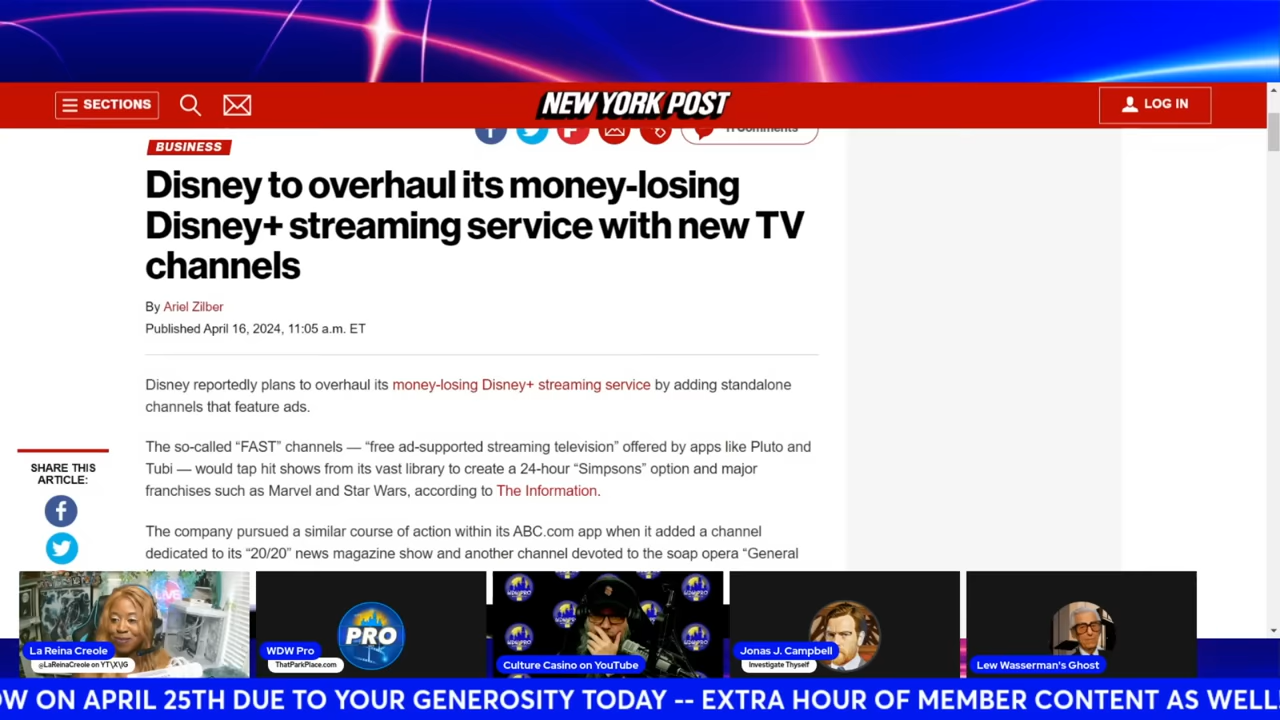 SECTIONS
NEW YORK POST
LOG IN
11 Comments
BUSINESS
Disney to overhaul its money-losing
Disney+ streaming service with new TV
channels
By Ariel Zilber
Published April 16, 2024, 11:05 a.m. ET
Disney reportedly plans to overhaul its money-losing Disney+ streaming service by adding standalone
channels that feature ads.
The so-called “FAST” channels — “free ad-supported streaming television” offered by apps like Pluto and
Tubi — would tap hit shows from its vast library to create a 24-hour “Simpsons” option and major
franchises such as Marvel and Star Wars, according to The Information.
The company pursued a similar course of action within its ABC.com app when it added a channel
dedicated to its “20/20” news magazine show and another channel devoted to the soap opera “General
SHARE THIS
ARTICLE:
LIVE
La Reina Creole
@LaReinaCreole on YT\X\IG
PRO
WDW Pro
ThatParkPlace.com
Culture Casino on YouTube
Jonas J. Campbell
Investigate Thyself
Lew Wasserman's Ghost
OW ON APRIL 25TH DUE TO YOUR GENEROSITY TODAY -- EXTRA HOUR OF MEMBER CONTENT AS WELL